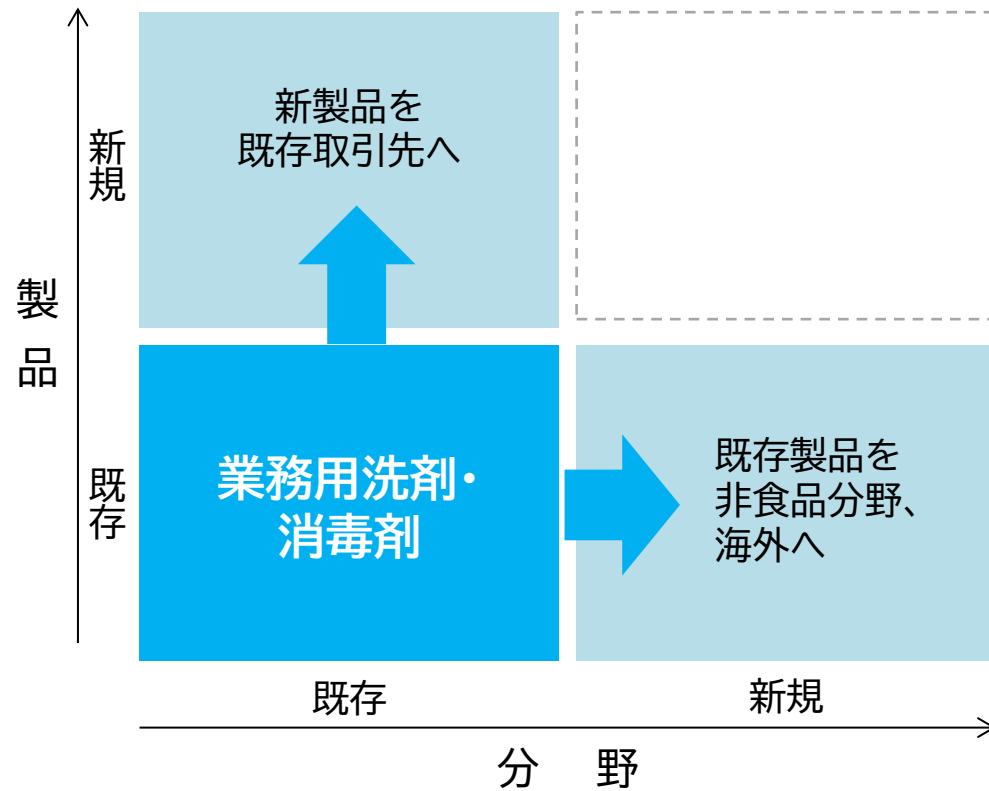 新製品を
既存取引先へ
新規
製品
業務用洗剤・
消毒剤
既存製品を
非食品分野、
海外へ
既存
既存
新規
分　野